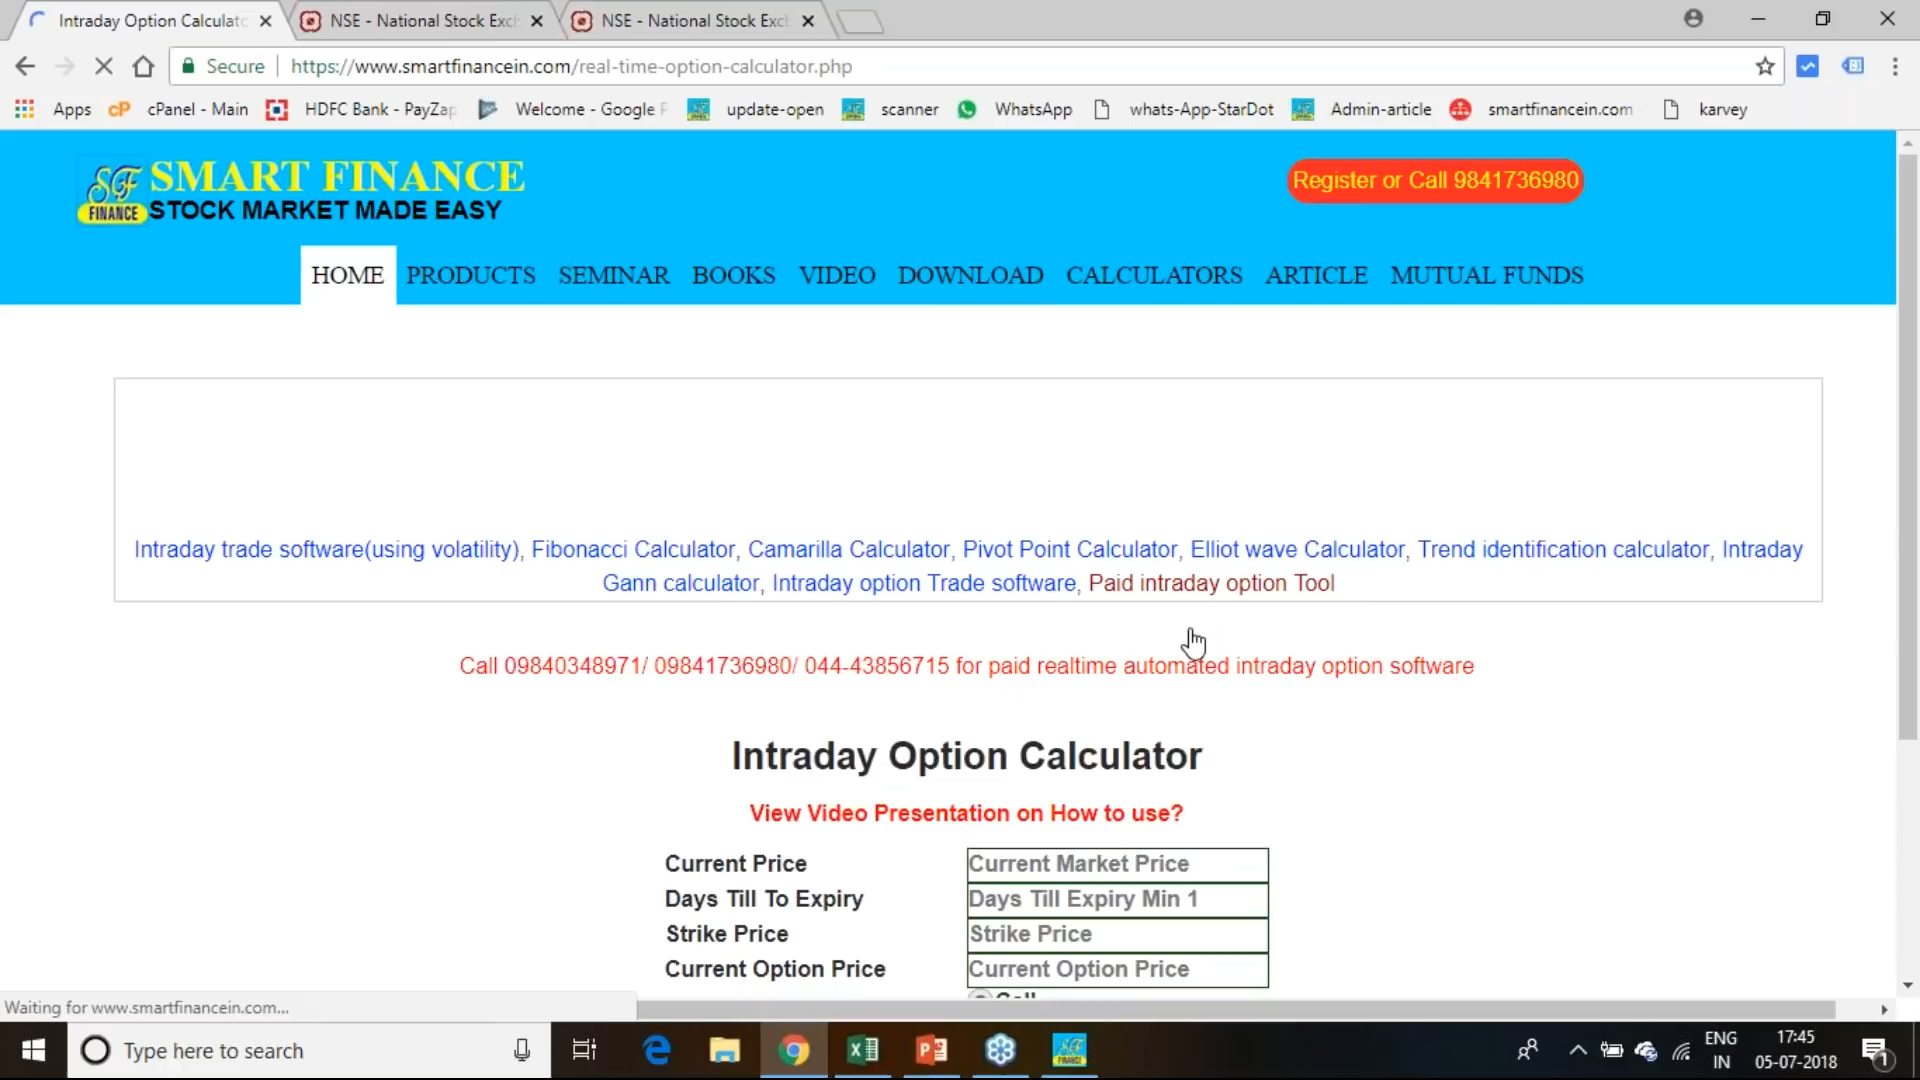 Intraday Option Calculato
NSE - National Stock Exch
NSE - National Stock Exch
Secure
https://www.smartfinancein.com/real-time-option-calculator.php
Apps
cP
cPanel - Main
HDFC Bank - PayZap
Welcome - Google P
update-open
scanner
WhatsApp
whats-App-StarDot
Admin-article
smartfinancein.com
karvey
SF
FINANCE
SMART FINANCE
STOCK MARKET MADE EASY
Register or Call 9841736980
HOME
PRODUCTS
SEMINAR
BOOKS
VIDEO
DOWNLOAD
CALCULATORS
ARTICLE
MUTUAL FUNDS
Intraday trade software(using volatility), Fibonacci Calculator, Camarilla Calculator, Pivot Point Calculator, Elliot wave Calculator, Trend identification calculator, Intraday
Gann calculator, Intraday option Trade software, Paid intraday option Tool
Call 09840348971/ 09841736980/ 044-43856715 for paid realtime automated intraday option software
Intraday Option Calculator
View Video Presentation on How to use?
Current Price
Current Market Price
Days Till To Expiry
Days Till Expiry Min 1
Strike Price
Strike Price
Current Option Price
Current Option Price
Call
Waiting for www.smartfinancein.com...
Type here to search
ENG
IN
17:45
05-07-2018
1